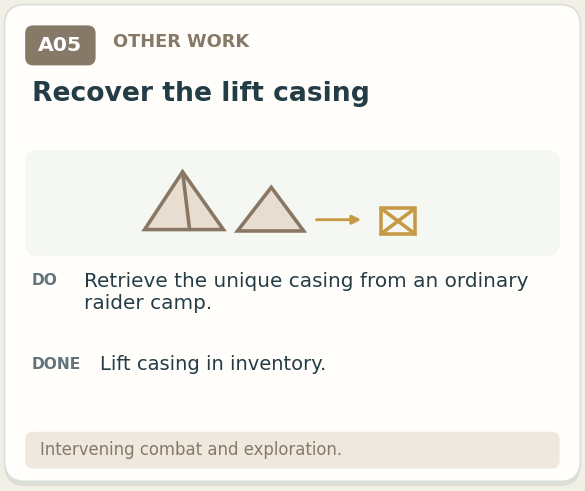 A05 OTHER WORK
Recover the lift casing
DO Retrieve the unique casing from an ordinary
raider camp.
DONE Lift casing in inventory.
Intervening combat and exploration.